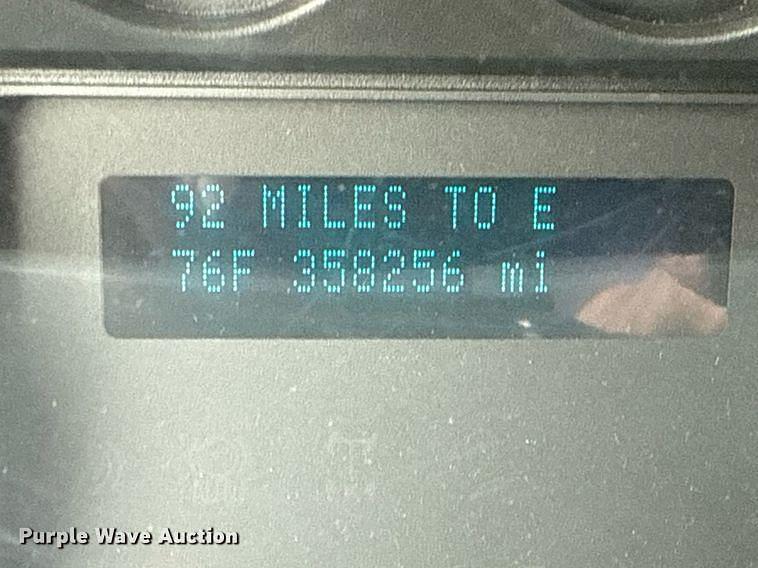 92 MILES TO E
76F 358256 mi
Purple Wave Auction